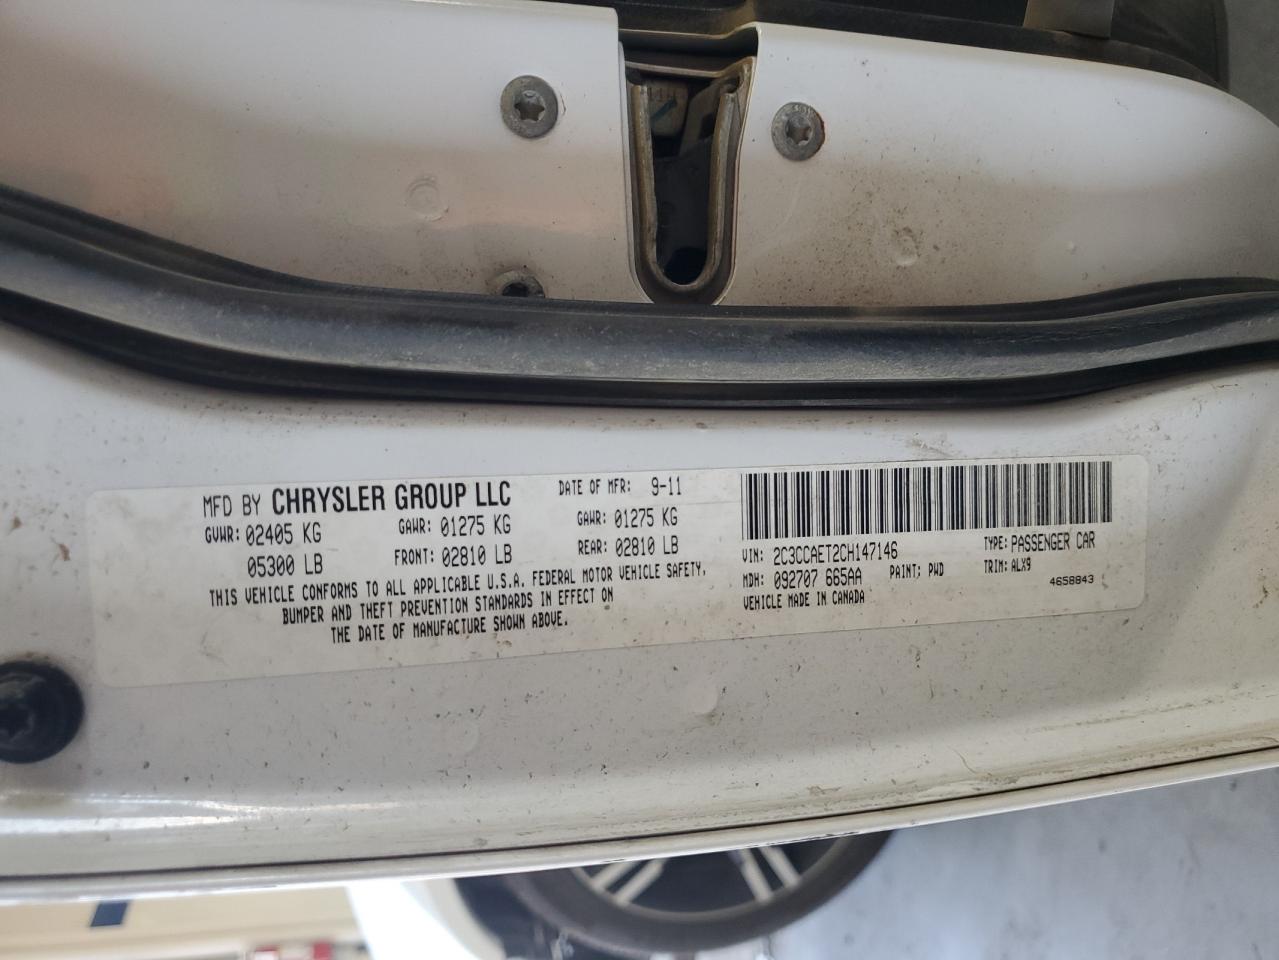 MFD BY CHRYSLER GROUP LLC DATE OF MFR: 9-11
GVWR: 02405 KG GAWR: 01275 KG GAWR: 01275 KG
05300 LB FRONT: 02810 LB REAR: 02810 LB
THIS VEHICLE CONFORMS TO ALL APPLICABLE U.S.A. FEDERAL MOTOR VEHICLE SAFETY,
BUMPER AND THEFT PREVENTION STANDARDS IN EFFECT ON
THE DATE OF MANUFACTURE SHOWN ABOVE.
VIN: 2C3CCAET2CH147146 TYPE: PASSENGER CAR
MDH: 092707 665AA PAINT: PWD TRIM: ALX9
VEHICLE MADE IN CANADA 4658843